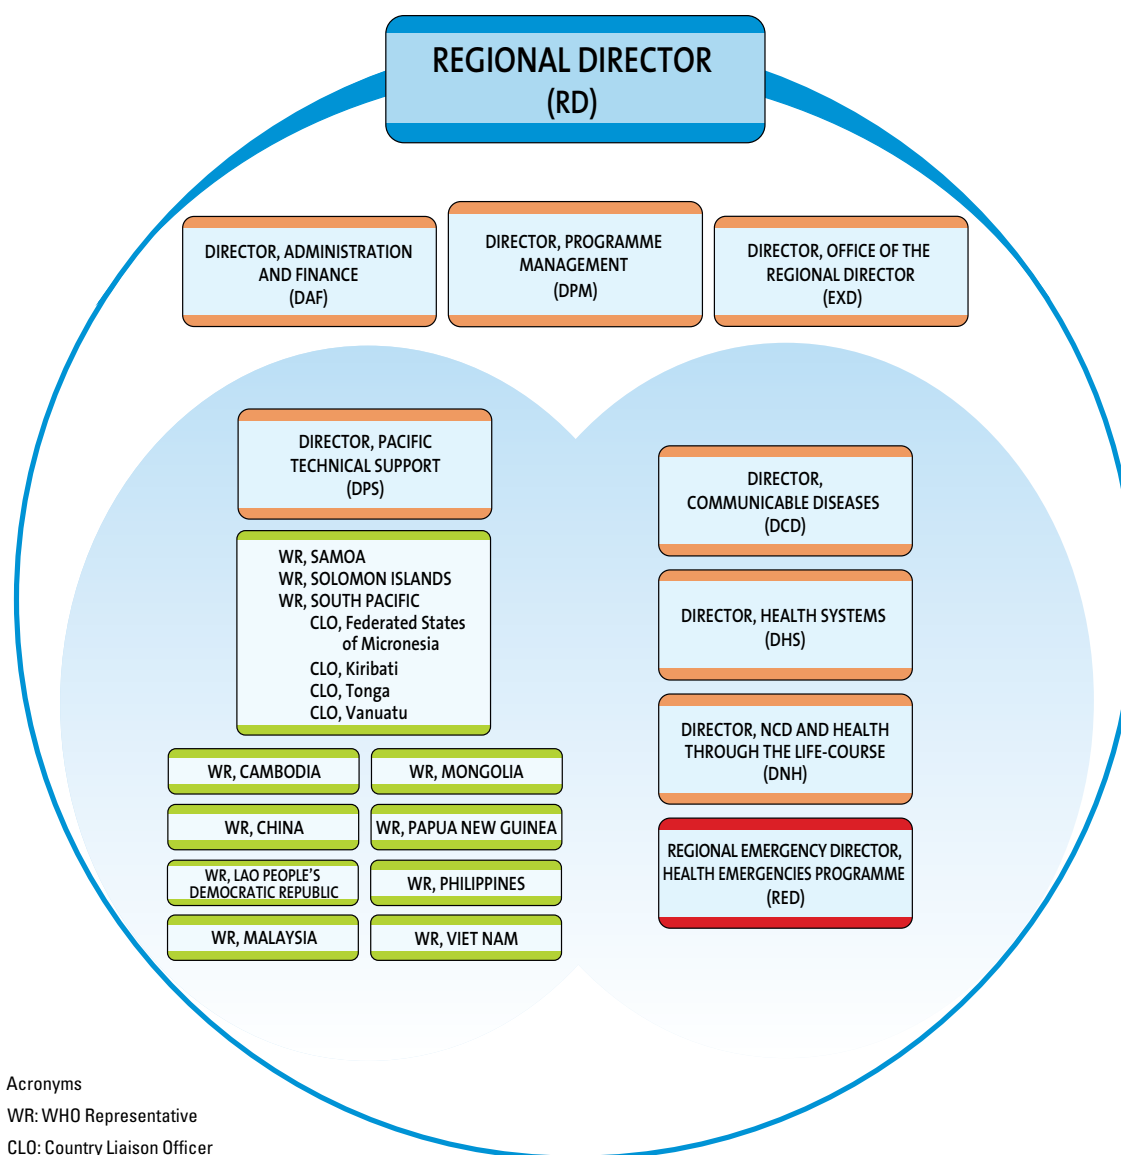 REGIONAL DIRECTOR
(RD)
DIRECTOR, ADMINISTRATION
AND FINANCE
(DAF)
DIRECTOR, PROGRAMME
MANAGEMENT
(DPM)
DIRECTOR, OFFICE OF THE
REGIONAL DIRECTOR
(EXD)
DIRECTOR, PACIFIC
TECHNICAL SUPPORT
(DPS)
WR, SAMOA
WR, SOLOMON ISLANDS
WR, SOUTH PACIFIC
CLO, Federated States
of Micronesia
CLO, Kiribati
CLO, Tonga
CLO, Vanuatu
WR, CAMBODIA
WR, MONGOLIA
WR, CHINA
WR, PAPUA NEW GUINEA
WR, LAO PEOPLE'S
DEMOCRATIC REPUBLIC
WR, PHILIPPINES
WR, MALAYSIA
WR, VIET NAM
DIRECTOR,
COMMUNICABLE DISEASES
(DCD)
DIRECTOR, HEALTH SYSTEMS
(DHS)
DIRECTOR, NCD AND HEALTH
THROUGH THE LIFE-COURSE
(DNH)
REGIONAL EMERGENCY DIRECTOR,
HEALTH EMERGENCIES PROGRAMME
(RED)
Acronyms
WR: WHO Representative
CLO: Country Liaison Officer